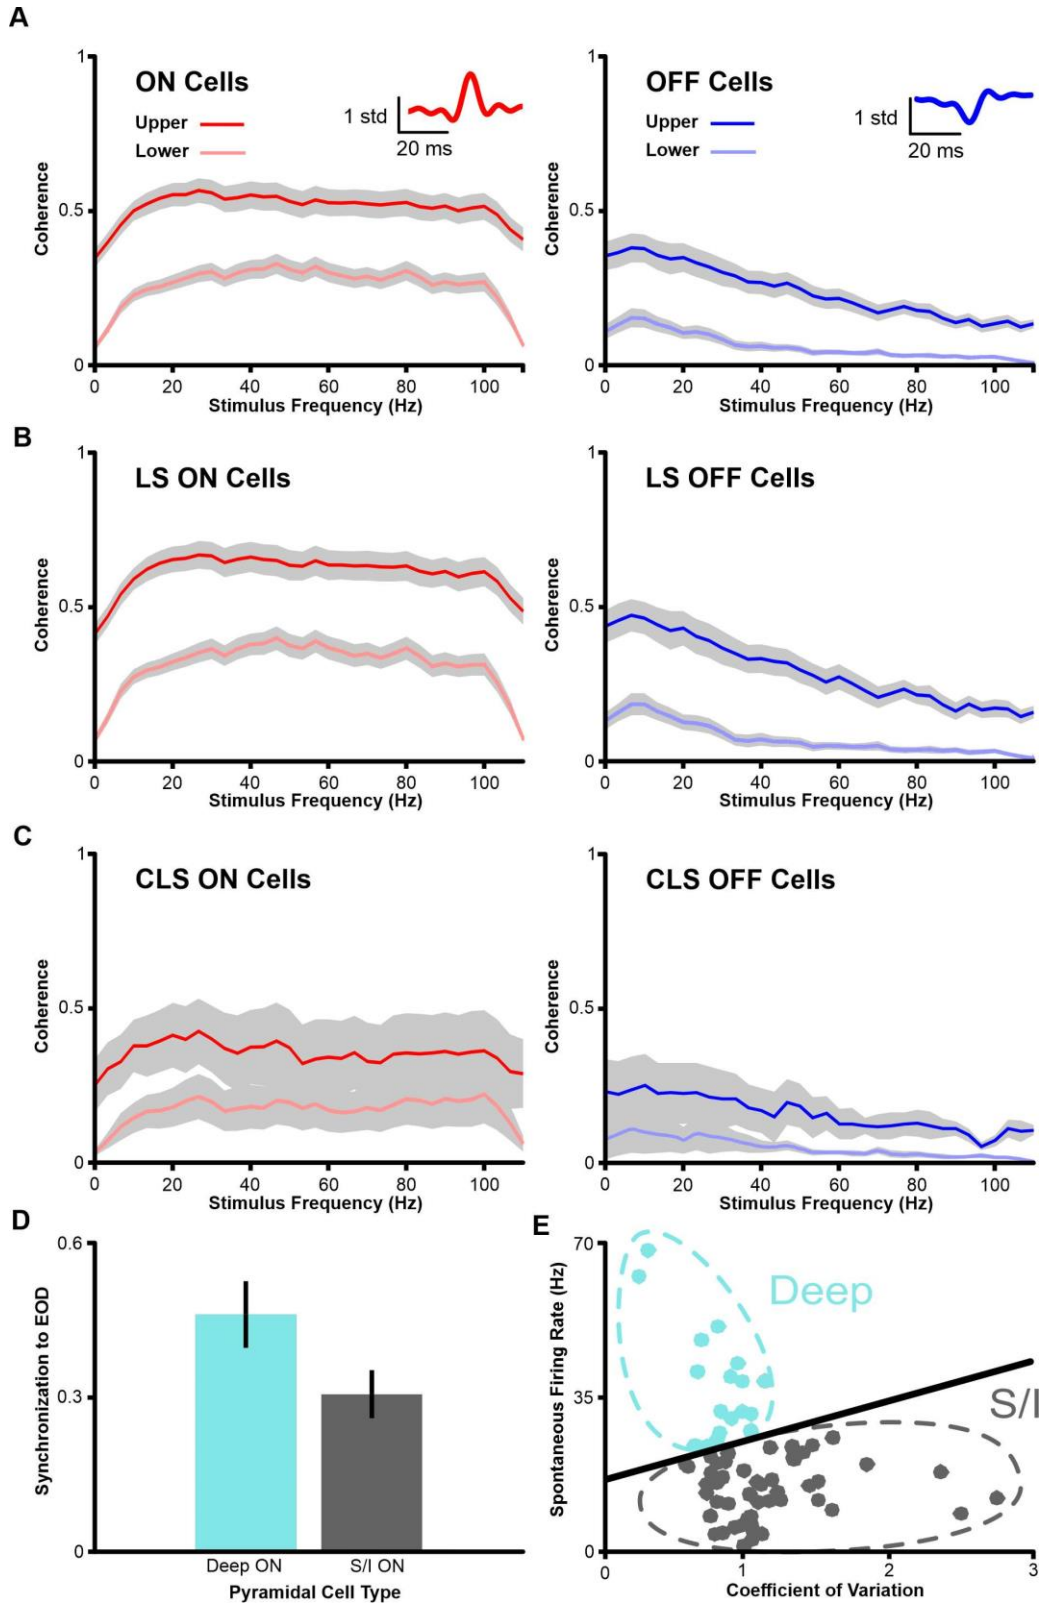 A
1
ON Cells
Upper
Lower
1 std
20 ms
0.5
Coherence
0
0 20 40 60 80 100
Stimulus Frequency (Hz)
1
OFF Cells
Upper
Lower
1 std
20 ms
0.5
Coherence
0
0 20 40 60 80 100
Stimulus Frequency (Hz)
B
1
LS ON Cells
0.5
Coherence
0
0 20 40 60 80 100
Stimulus Frequency (Hz)
1
LS OFF Cells
0.5
Coherence
0
0 20 40 60 80 100
Stimulus Frequency (Hz)
C
1
CLS ON Cells
0.5
Coherence
0
0 20 40 60 80 100
Stimulus Frequency (Hz)
1
CLS OFF Cells
0.5
Coherence
0
0 20 40 60 80 100
Stimulus Frequency (Hz)
D
0.6
0.3
Synchronization to EOD
0
Deep ON S/I ON
Pyramidal Cell Type
E
70
Deep
35
S/I
Spontaneous Firing Rate (Hz)
0
0 1 2 3
Coefficient of Variation